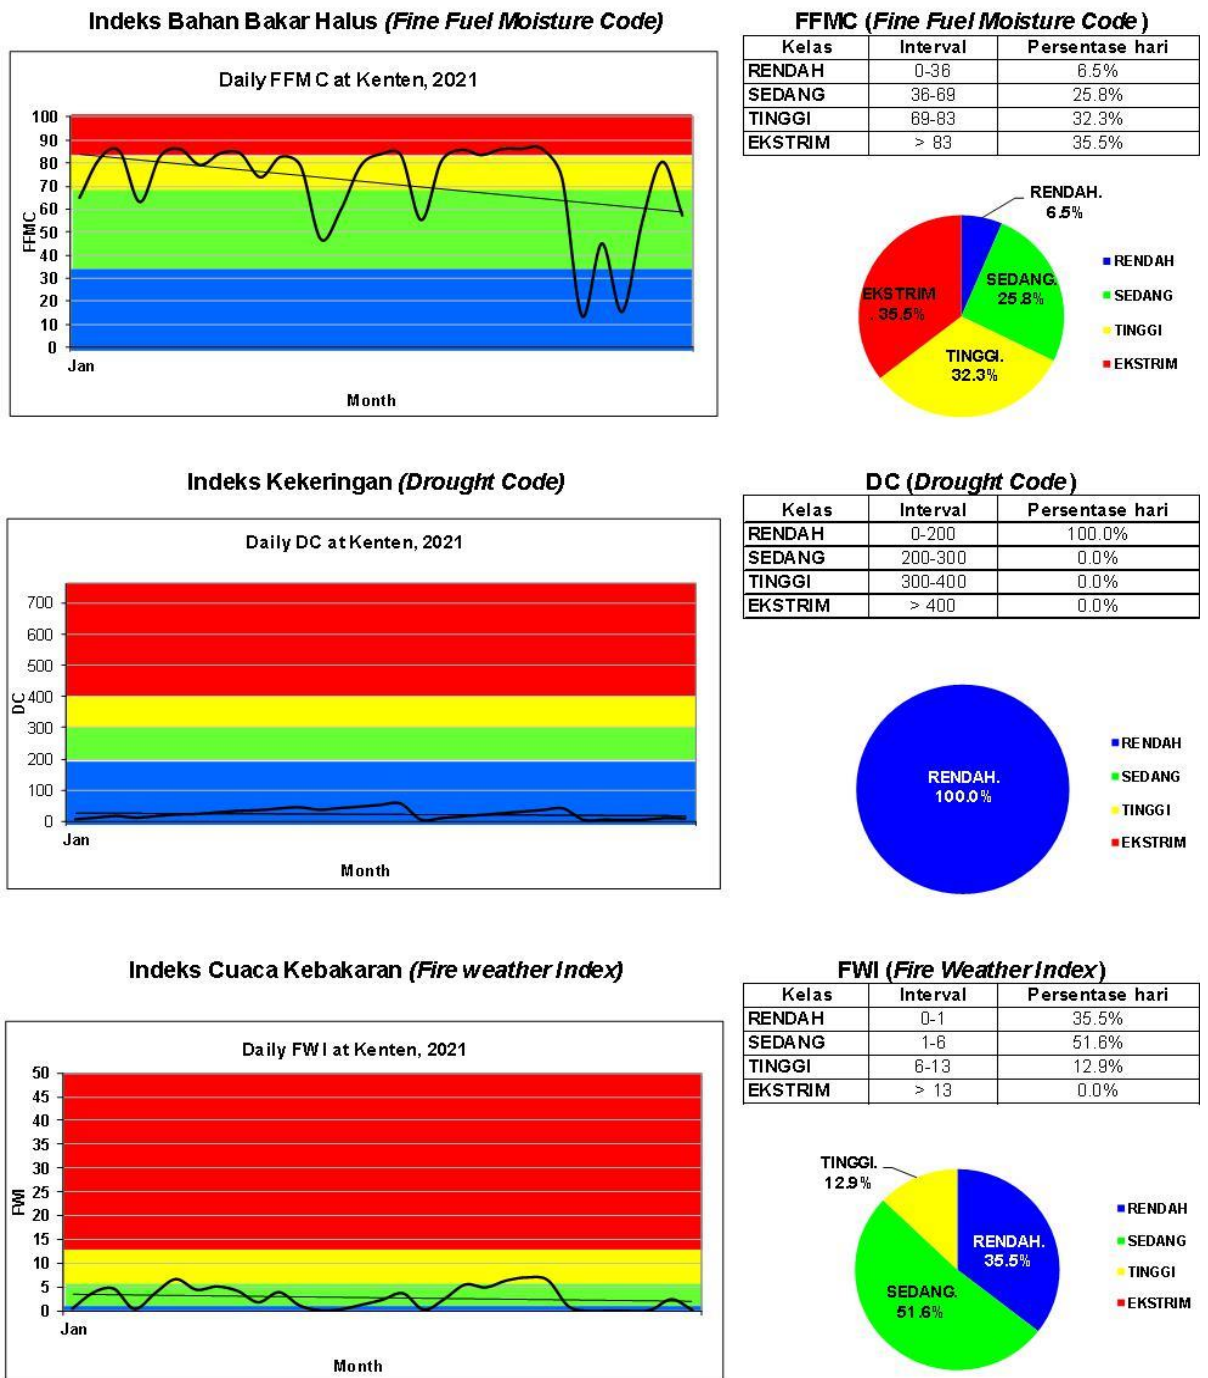 Indeks Bahan Bakar Halus (Fine Fuel Moisture Code)
Daily FFMC at Kenten, 2021
100
90
80
70
60
50
40
30
20
10
0
FFMC
Jan
Month
FFMC (Fine Fuel Moisture Code)
Kelas Interval Persentase hari
RENDAH 0-36 6.5%
SEDANG 36-69 25.8%
TINGGI 69-83 32.3%
EKSTRIM > 83 35.5%
RENDAH.
6.5%
SEDANG.
25.8%
EKSTRIM
. 35.5%
TINGGI.
32.3%
RENDAH
SEDANG
TINGGI
EKSTRIM
Indeks Kekeringan (Drought Code)
Daily DC at Kenten, 2021
700
600
500
400
300
200
100
0
DC
Jan
Month
DC (Drought Code)
Kelas Interval Persentase hari
RENDAH 0-200 100.0%
SEDANG 200-300 0.0%
TINGGI 300-400 0.0%
EKSTRIM > 400 0.0%
RENDAH.
100.0%
RENDAH
SEDANG
TINGGI
EKSTRIM
Indeks Cuaca Kebakaran (Fire weather Index)
Daily FWI at Kenten, 2021
50
45
40
35
30
25
20
15
10
5
0
FWI
Jan
Month
FWI (Fire Weather Index)
Kelas Interval Persentase hari
RENDAH 0-1 35.5%
SEDANG 1-6 51.6%
TINGGI 6-13 12.9%
EKSTRIM > 13 0.0%
TINGGI.
12.9%
RENDAH.
35.5%
SEDANG.
51.6%
RENDAH
SEDANG
TINGGI
EKSTRIM